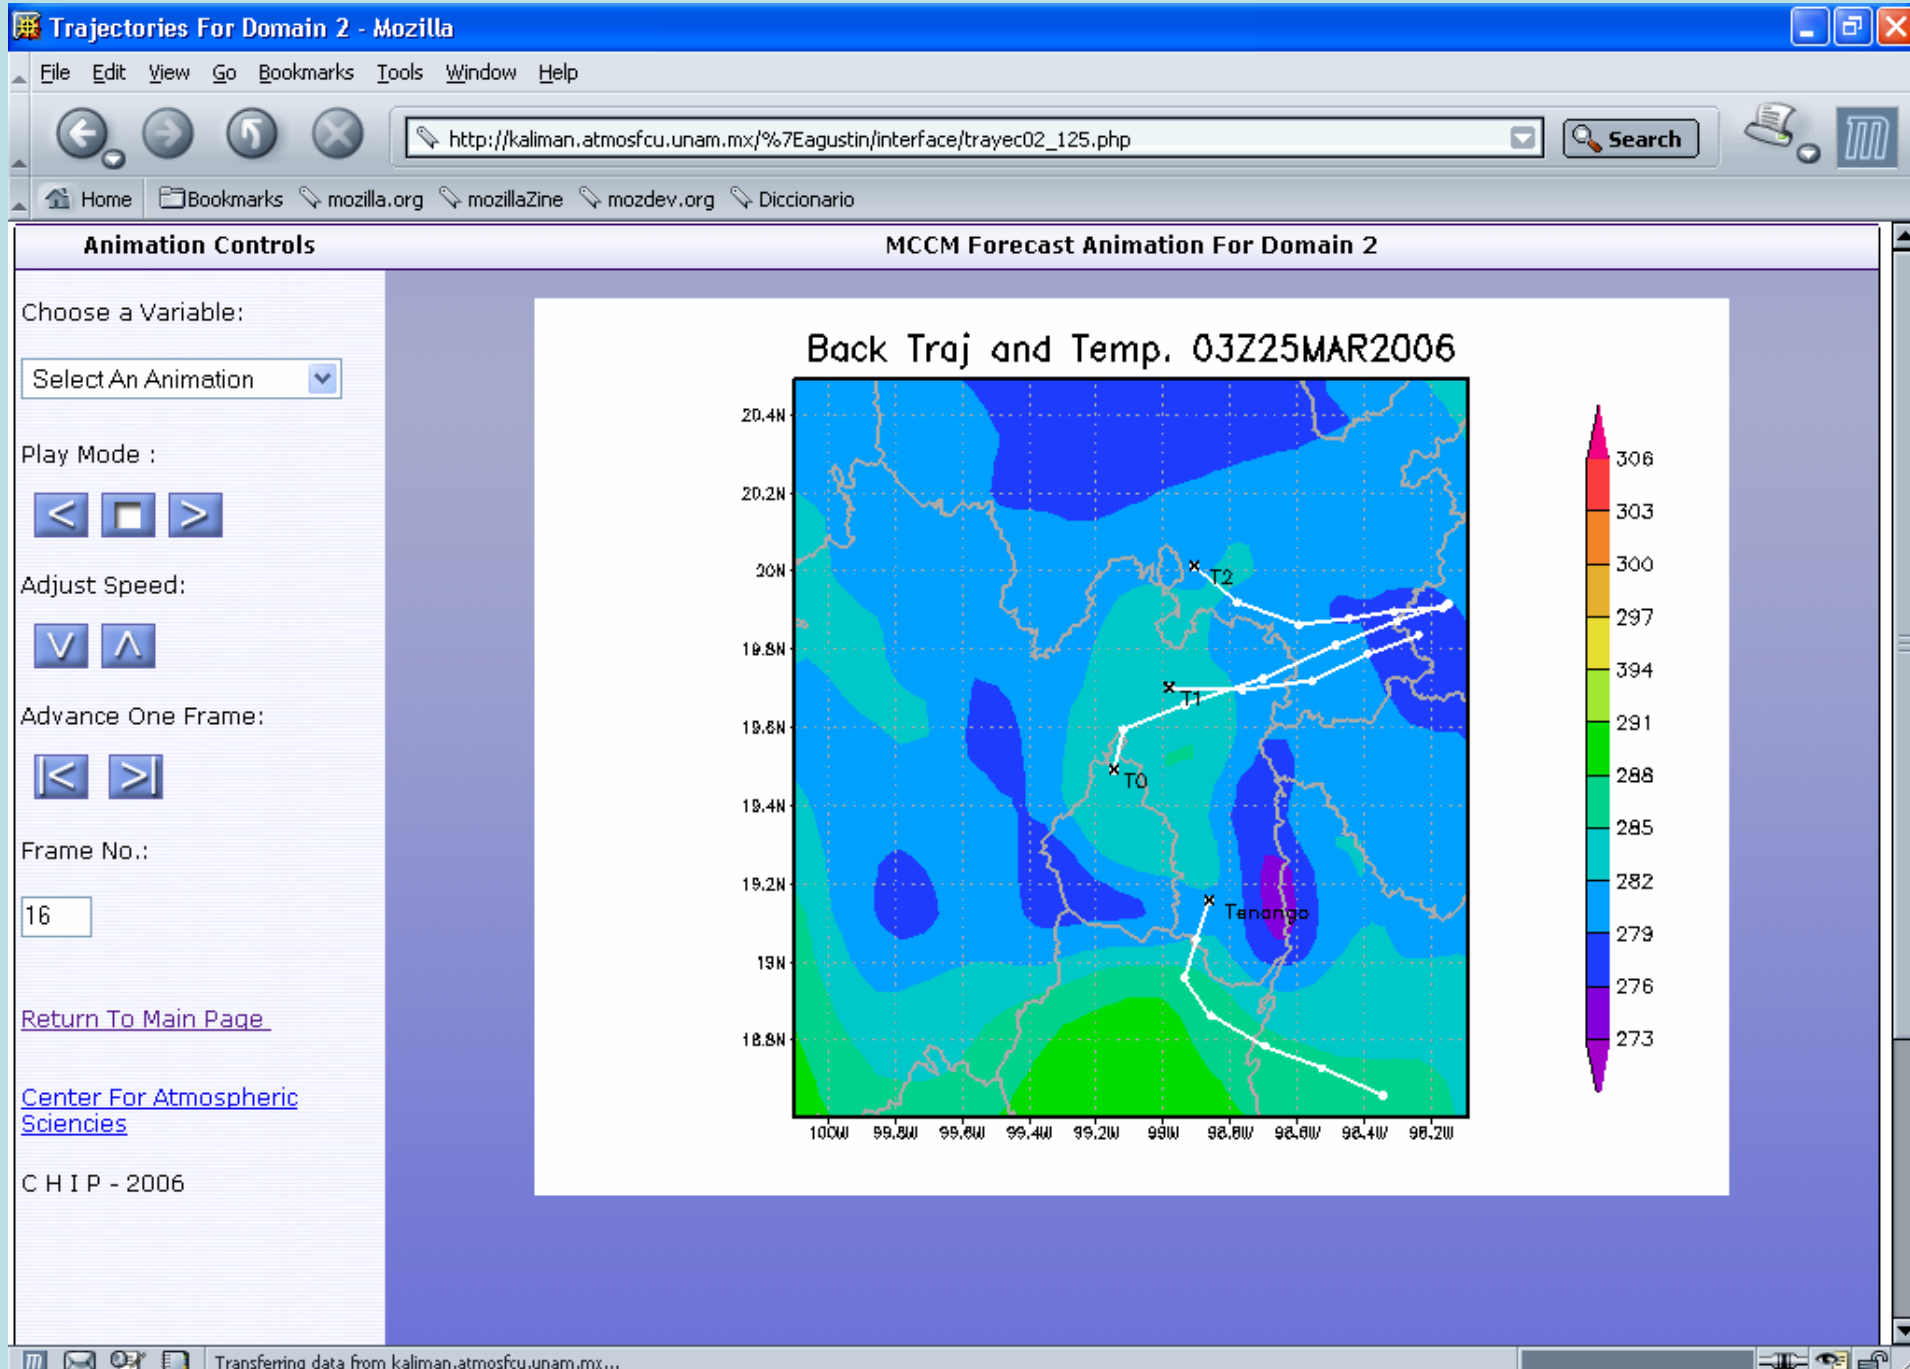 Trajectories For Domain 2 - Mozilla
File Edit View Go Bookmarks Tools Window Help
http://kaliman.atmosfcu.unam.mx/%7Eagustin/interface/trayec02_125.php
Search
Home Bookmarks mozilla.org mozillaZine mozdev.org Diccionario
Animation Controls
MCCM Forecast Animation For Domain 2
Choose a Variable:
Select An Animation
Play Mode :
< >
Adjust Speed:
V Λ
Advance One Frame:
|< >|
Frame No.:
16
Return To Main Page
Center For Atmospheric
Sciencies
C H I P - 2006
Back Traj and Temp. 03Z25MAR2006
20.4N
20.2N
20N
19.8N
19.6N
19.4N
19.2N
19N
18.8N
100W 99.8W 99.6W 99.4W 99.2W 99W 98.8W 98.6W 98.4W 98.2W
T2
T1
T0
Tenango
306
303
300
297
394
291
288
285
282
279
276
273
Transferring data from kaliman.atmosfcu.unam.mx...